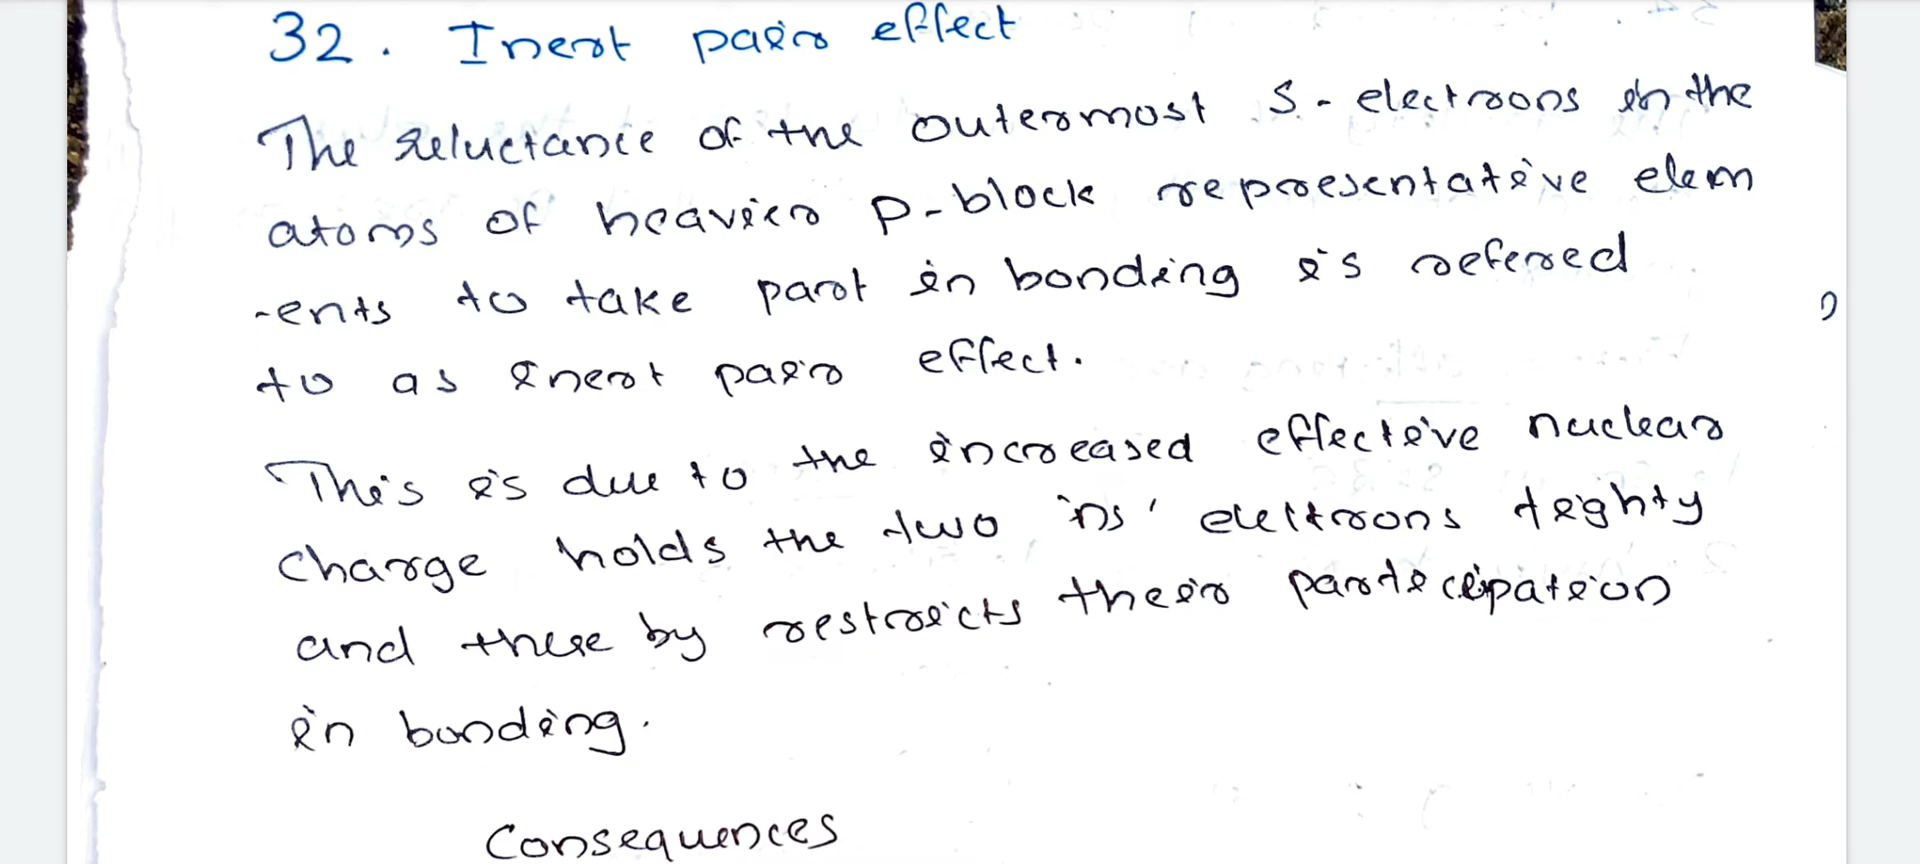 32. Inert pair effect
The reluctance of the outermost S-electrons in the
atoms of heavier p-block representative elem
-ents to take part in bonding is refered
to as inert pair effect.
This is due to the increased effective nuclear
charge holds the two 'ns' electrons tighty
and there by restricts their participation
in bonding.
Consequences